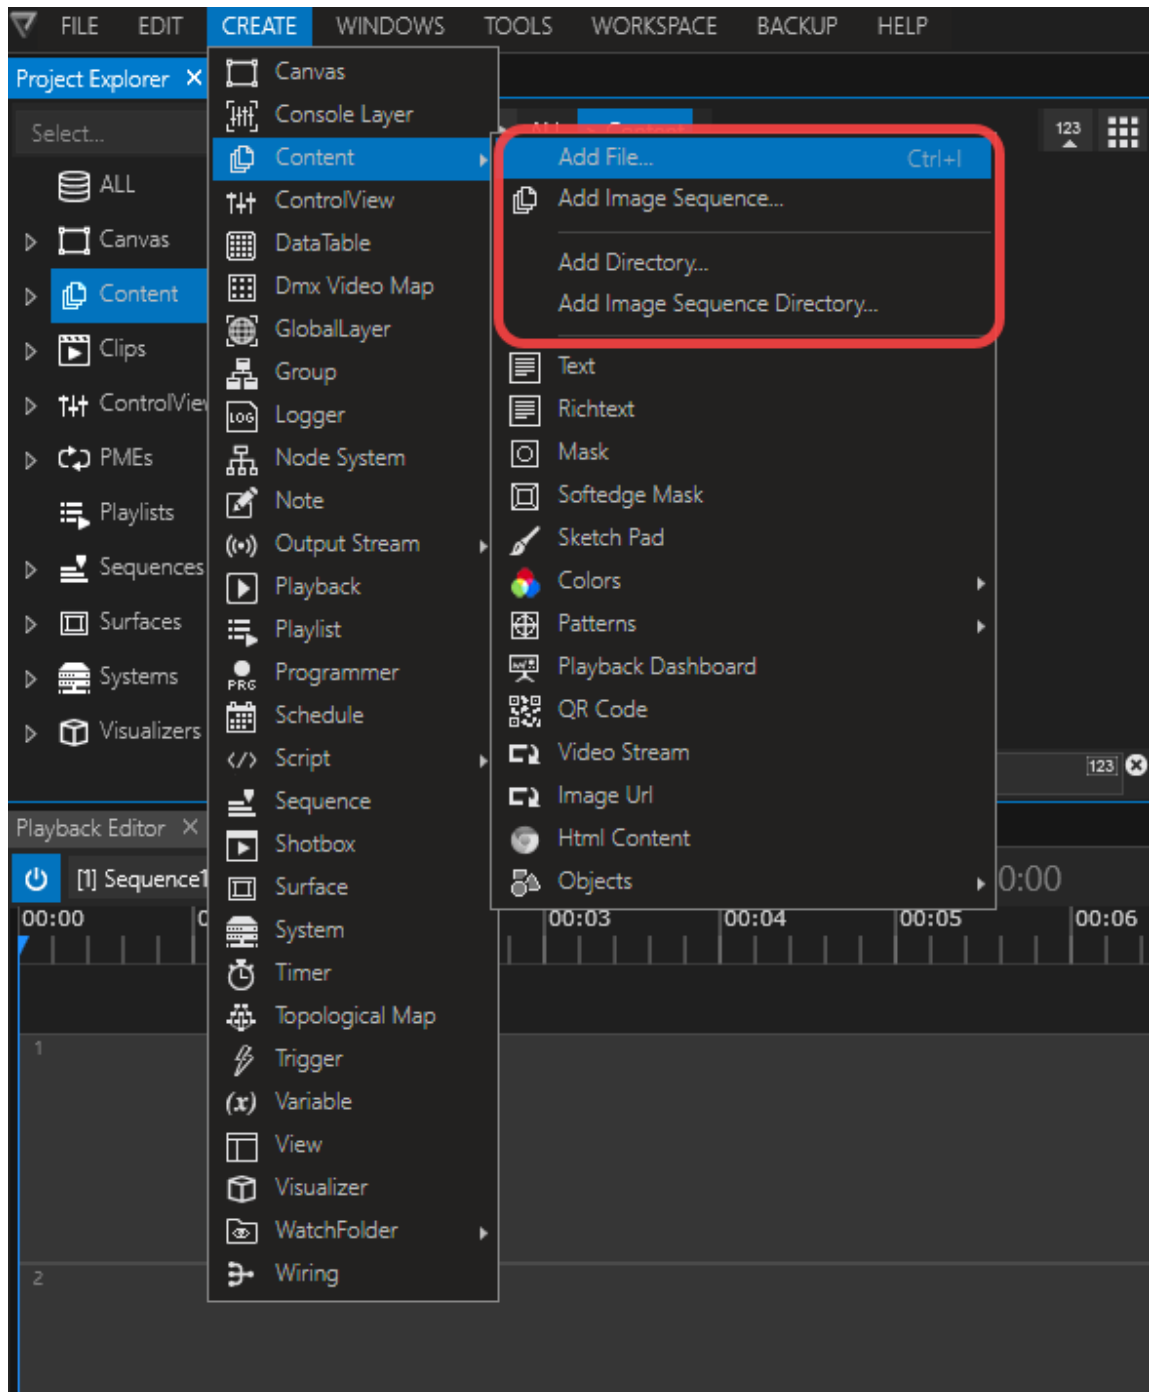 FILE EDIT CREATE WINDOWS TOOLS WORKSPACE BACKUP HELP
Project Explorer
Select...
ALL
Canvas
Content
Clips
ControlView
PMEs
Playlists
Sequences
Surfaces
Systems
Visualizers
Canvas
Console Layer
Content
ControlView
DataTable
Dmx Video Map
GlobalLayer
Group
LOG Logger
Node System
Note
Output Stream
Playback
Playlist
PRG Programmer
Schedule
Script
Sequence
Shotbox
Surface
System
Timer
Topological Map
Trigger
(x) Variable
View
Visualizer
WatchFolder
Wiring
ALL > Content
123
Add File... Ctrl+I
Add Image Sequence...
Add Directory...
Add Image Sequence Directory...
Text
Richtext
Mask
Softedge Mask
Sketch Pad
Colors
Patterns
Playback Dashboard
QR Code
Video Stream
Image Url
Html Content
Objects
123
Playback Editor
[1] Sequence1
0:00
00:00 00:03 00:04 00:05 00:06
1
2